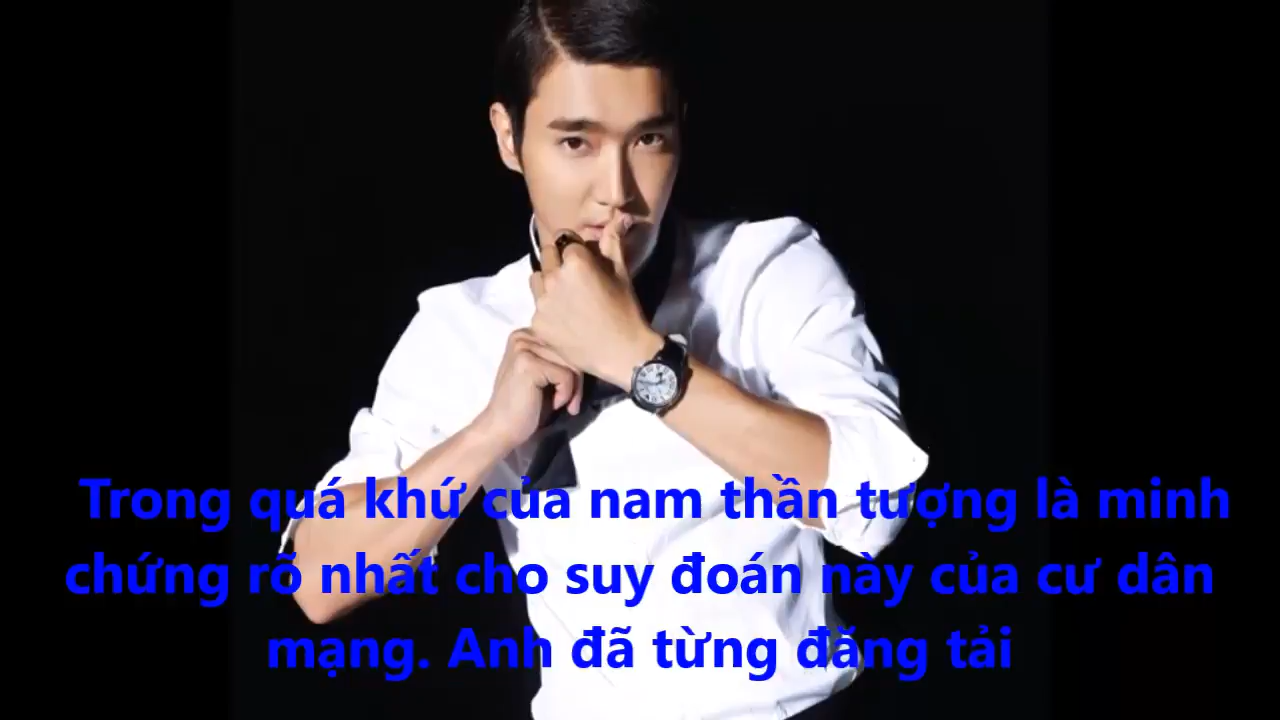 Trong quá khứ của nam thần tượng là minh
chứng rõ nhất cho suy đoán này của cư dân
mạng. Anh đã từng đăng tải